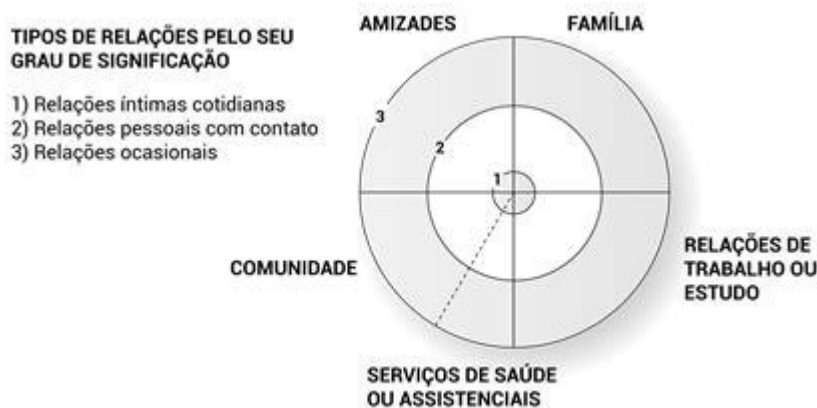 TIPOS DE RELAÇÕES PELO SEU
GRAU DE SIGNIFICAÇÃO
1) Relações íntimas cotidianas
2) Relações pessoais com contato
3) Relações ocasionais
AMIZADES
FAMÍLIA
3
2
1
COMUNIDADE
RELAÇÕES DE
TRABALHO OU
ESTUDO
SERVIÇOS DE SAÚDE
OU ASSISTENCIAIS